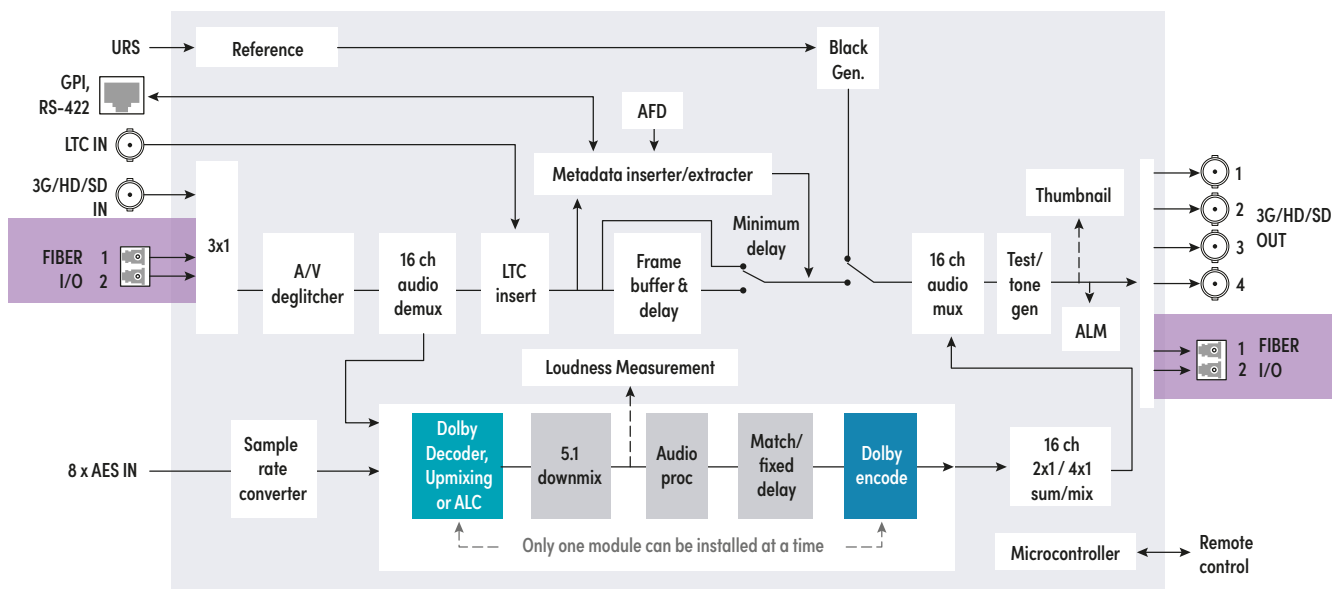 URS
Reference
Black
Gen.
GPI,
RS-422
AFD
LTC IN
Metadata inserter/extracter
3G/HD/SD
IN
Thumbnail
1
2
3
4
3G/HD/SD
OUT
FIBER 1
I/O 2
3x1
A/V
deglitcher
16 ch
audio
demux
LTC
insert
Frame
buffer &
delay
Minimum
delay
16 ch
audio
mux
Test/
tone
gen
ALM
1 FIBER
2 I/O
Loudness Measurement
8 x AES IN
Sample
rate
converter
Dolby
Decoder,
Upmixing
or ALC
5.1
downmix
Audio
proc
Match/
fixed
delay
Dolby
encode
16 ch
2x1 / 4x1
sum/mix
Only one module can be installed at a time
Microcontroller
Remote
control